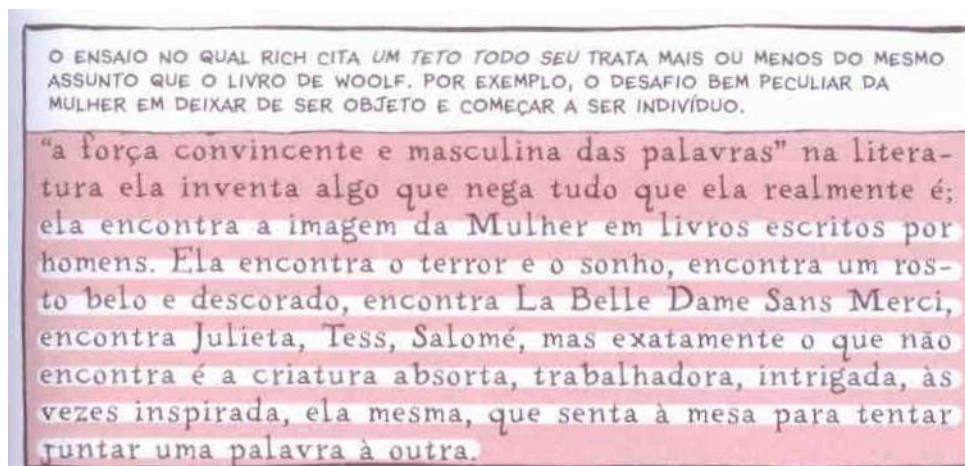 O ENSAIO NO QUAL RICH CITA UM TETO TODO SEU TRATA MAIS OU MENOS DO MESMO
ASSUNTO QUE O LIVRO DE WOOLF. POR EXEMPLO, O DESAFIO BEM PECULIAR DA
MULHER EM DEIXAR DE SER OBJETO E COMEÇAR A SER INDIVÍDUO.
“a força convincente e masculina das palavras” na litera-
tura ela inventa algo que nega tudo que ela realmente é;
ela encontra a imagem da Mulher em livros escritos por
homens. Ela encontra o terror e o sonho, encontra um ros-
to belo e descorado, encontra La Belle Dame Sans Merci,
encontra Julieta, Tess, Salomé, mas exatamente o que não
encontra é a criatura absorta, trabalhadora, intrigada, às
vezes inspirada, ela mesma, que senta à mesa para tentar
juntar uma palavra à outra.